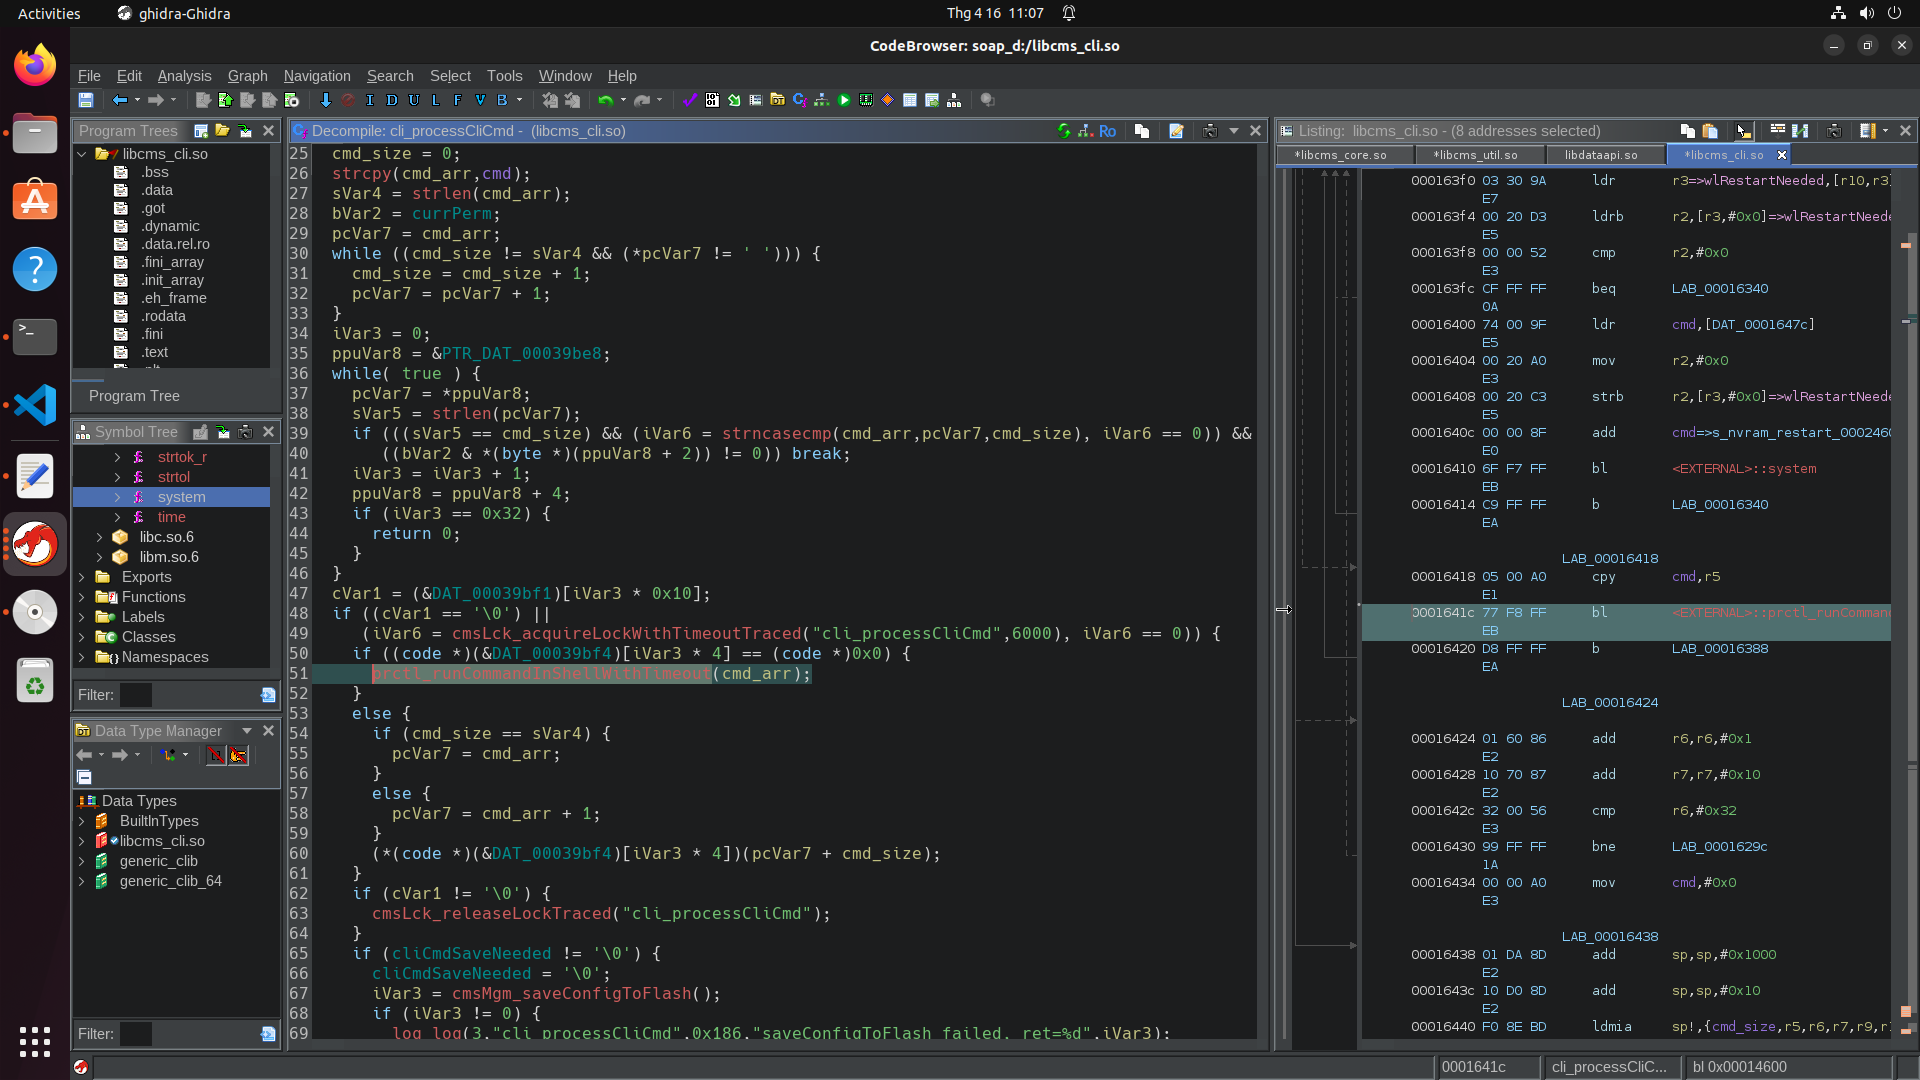 Activities
ghidra-Ghidra
Thg 4 16 11:07
CodeBrowser: soap_d:/libcms_cli.so
File Edit Analysis Graph Navigation Search Select Tools Window Help
I D U L F V B
Program Trees
libcms_cli.so
.bss
.data
.got
.dynamic
.data.rel.ro
.fini_array
.init_array
.eh_frame
.rodata
.fini
.text
Program Tree
Symbol Tree
strtok_r
strtol
system
time
libc.so.6
libm.so.6
Exports
Functions
Labels
Classes
Namespaces
Filter:
Data Type Manager
Data Types
BuiltInTypes
libcms_cli.so
generic_clib
generic_clib_64
Filter:
Decompile: cli_processCliCmd - (libcms_cli.so)
Ro
25 cmd_size = 0;
26 strcpy(cmd_arr,cmd);
27 sVar4 = strlen(cmd_arr);
28 bVar2 = currPerm;
29 pcVar7 = cmd_arr;
30 while ((cmd_size != sVar4 && (*pcVar7 != ' '))) {
31 cmd_size = cmd_size + 1;
32 pcVar7 = pcVar7 + 1;
33 }
34 iVar3 = 0;
35 ppuVar8 = &PTR_DAT_00039be8;
36 while( true ) {
37 pcVar7 = *ppuVar8;
38 sVar5 = strlen(pcVar7);
39 if (((sVar5 == cmd_size) && (iVar6 = strncasecmp(cmd_arr,pcVar7,cmd_size), iVar6 == 0)) &&
40 ((bVar2 & *(byte *)(ppuVar8 + 2)) != 0)) break;
41 iVar3 = iVar3 + 1;
42 ppuVar8 = ppuVar8 + 4;
43 if (iVar3 == 0x32) {
44 return 0;
45 }
46 }
47 cVar1 = (&DAT_00039bf1)[iVar3 * 0x10];
48 if ((cVar1 == '\0') ||
49 (iVar6 = cmsLck_acquireLockWithTimeoutTraced("cli_processCliCmd",6000), iVar6 == 0)) {
50 if ((code *)(&DAT_00039bf4)[iVar3 * 4] == (code *)0x0) {
51 prctl_runCommandInShellWithTimeout(cmd_arr);
52 }
53 else {
54 if (cmd_size == sVar4) {
55 pcVar7 = cmd_arr;
56 }
57 else {
58 pcVar7 = cmd_arr + 1;
59 }
60 (*(code *)(&DAT_00039bf4)[iVar3 * 4])(pcVar7 + cmd_size);
61 }
62 if (cVar1 != '\0') {
63 cmsLck_releaseLockTraced("cli_processCliCmd");
64 }
65 if (cliCmdSaveNeeded != '\0') {
66 cliCmdSaveNeeded = '\0';
67 iVar3 = cmsMgm_saveConfigToFlash();
68 if (iVar3 != 0) {
69 log_log(3,"cli_processCliCmd",0x186,"saveConfigToFlash failed, ret=%d",iVar3);
Listing: libcms_cli.so - (8 addresses selected)
*libcms_core.so
*libcms_util.so
libdataapi.so
*libcms_cli.so
000163f0 03 30 9A ldr r3=>wlRestartNeeded,[r10,r3]
E7
000163f4 00 20 D3 ldrb r2,[r3,#0x0]=>wlRestartNeede
E5
000163f8 00 00 52 cmp r2,#0x0
E3
000163fc CF FF FF beq LAB_00016340
0A
00016400 74 00 9F ldr cmd,[DAT_0001647c]
E5
00016404 00 20 A0 mov r2,#0x0
E3
00016408 00 20 C3 strb r2,[r3,#0x0]=>wlRestartNeede
E5
0001640c 00 00 8F add cmd=>s_nvram_restart_0002460
E0
00016410 6F F7 FF bl <EXTERNAL>::system
EB
00016414 C9 FF FF b LAB_00016340
EA
LAB_00016418
00016418 05 00 A0 cpy cmd,r5
E1
0001641c 77 F8 FF bl <EXTERNAL>::prctl_runComman
EB
00016420 D8 FF FF b LAB_00016388
EA
LAB_00016424
00016424 01 60 86 add r6,r6,#0x1
E2
00016428 10 70 87 add r7,r7,#0x10
E2
0001642c 32 00 56 cmp r6,#0x32
E3
00016430 99 FF FF bne LAB_0001629c
1A
00016434 00 00 A0 mov cmd,#0x0
E3
LAB_00016438
00016438 01 DA 8D add sp,sp,#0x1000
E2
0001643c 10 D0 8D add sp,sp,#0x10
E2
00016440 F0 8E BD ldmia sp!,{cmd_size,r5,r6,r7,r9,r
0001641c
cli_processCliC...
bl 0x00014600